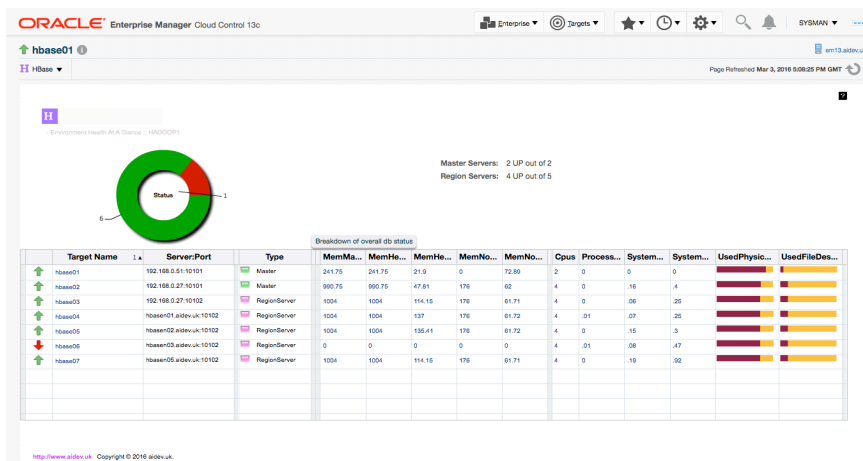 ORACLE Enterprise Manager Cloud Control 13c
Enterprise Targets SYSMAN
hbase01 em13.aidev.u
H HBase Page Refreshed Mar 3, 2016 5:08:25 PM GMT
?
H
- Environment Health At A Glance :: HADOOP1
Master Servers: 2 UP out of 2
Region Servers: 4 UP out of 5
Status
1
6
Breakdown of overall db status
Target Name 1 Server:Port Type MemMa... MemHe... MemHe... MemNo... MemNo... Cpus Process... System... System... UsedPhysic... UsedFileDes...
hbase01 192.168.0.51:10101 Master 241.75 241.75 21.9 0 72.89 2 0 0 0
hbase02 192.168.0.27:10101 Master 990.75 990.75 47.81 176 62 4 0 .16 .4
hbase03 192.168.0.27:10102 RegionServer 1004 1004 114.15 176 61.71 4 0 .06 .25
hbase04 hbasen01.aidev.uk:10102 RegionServer 1004 1004 137 176 61.72 4 .01 .07 .25
hbase05 hbasen02.aidev.uk:10102 RegionServer 1004 1004 135.41 176 61.72 4 0 .15 .3
hbase06 hbasen03.aidev.uk:10102 RegionServer 0 0 0 0 0 4 .01 .08 .47
hbase07 hbasen05.aidev.uk:10102 RegionServer 1004 1004 114.15 176 61.71 4 0 .19 .92
http://www.aidev.uk Copyright © 2016 aidev.uk.